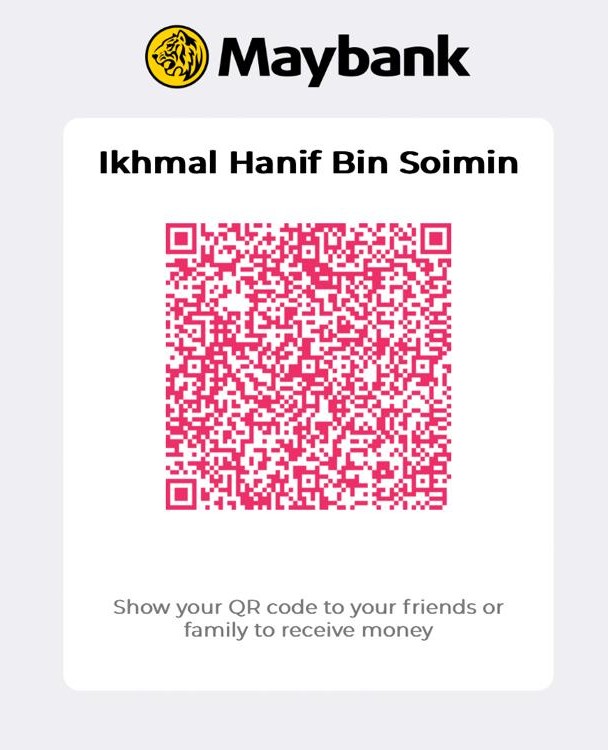 Maybank
Ikhmal Hanif Bin Soimin
Show your QR code to your friends or
family to receive money